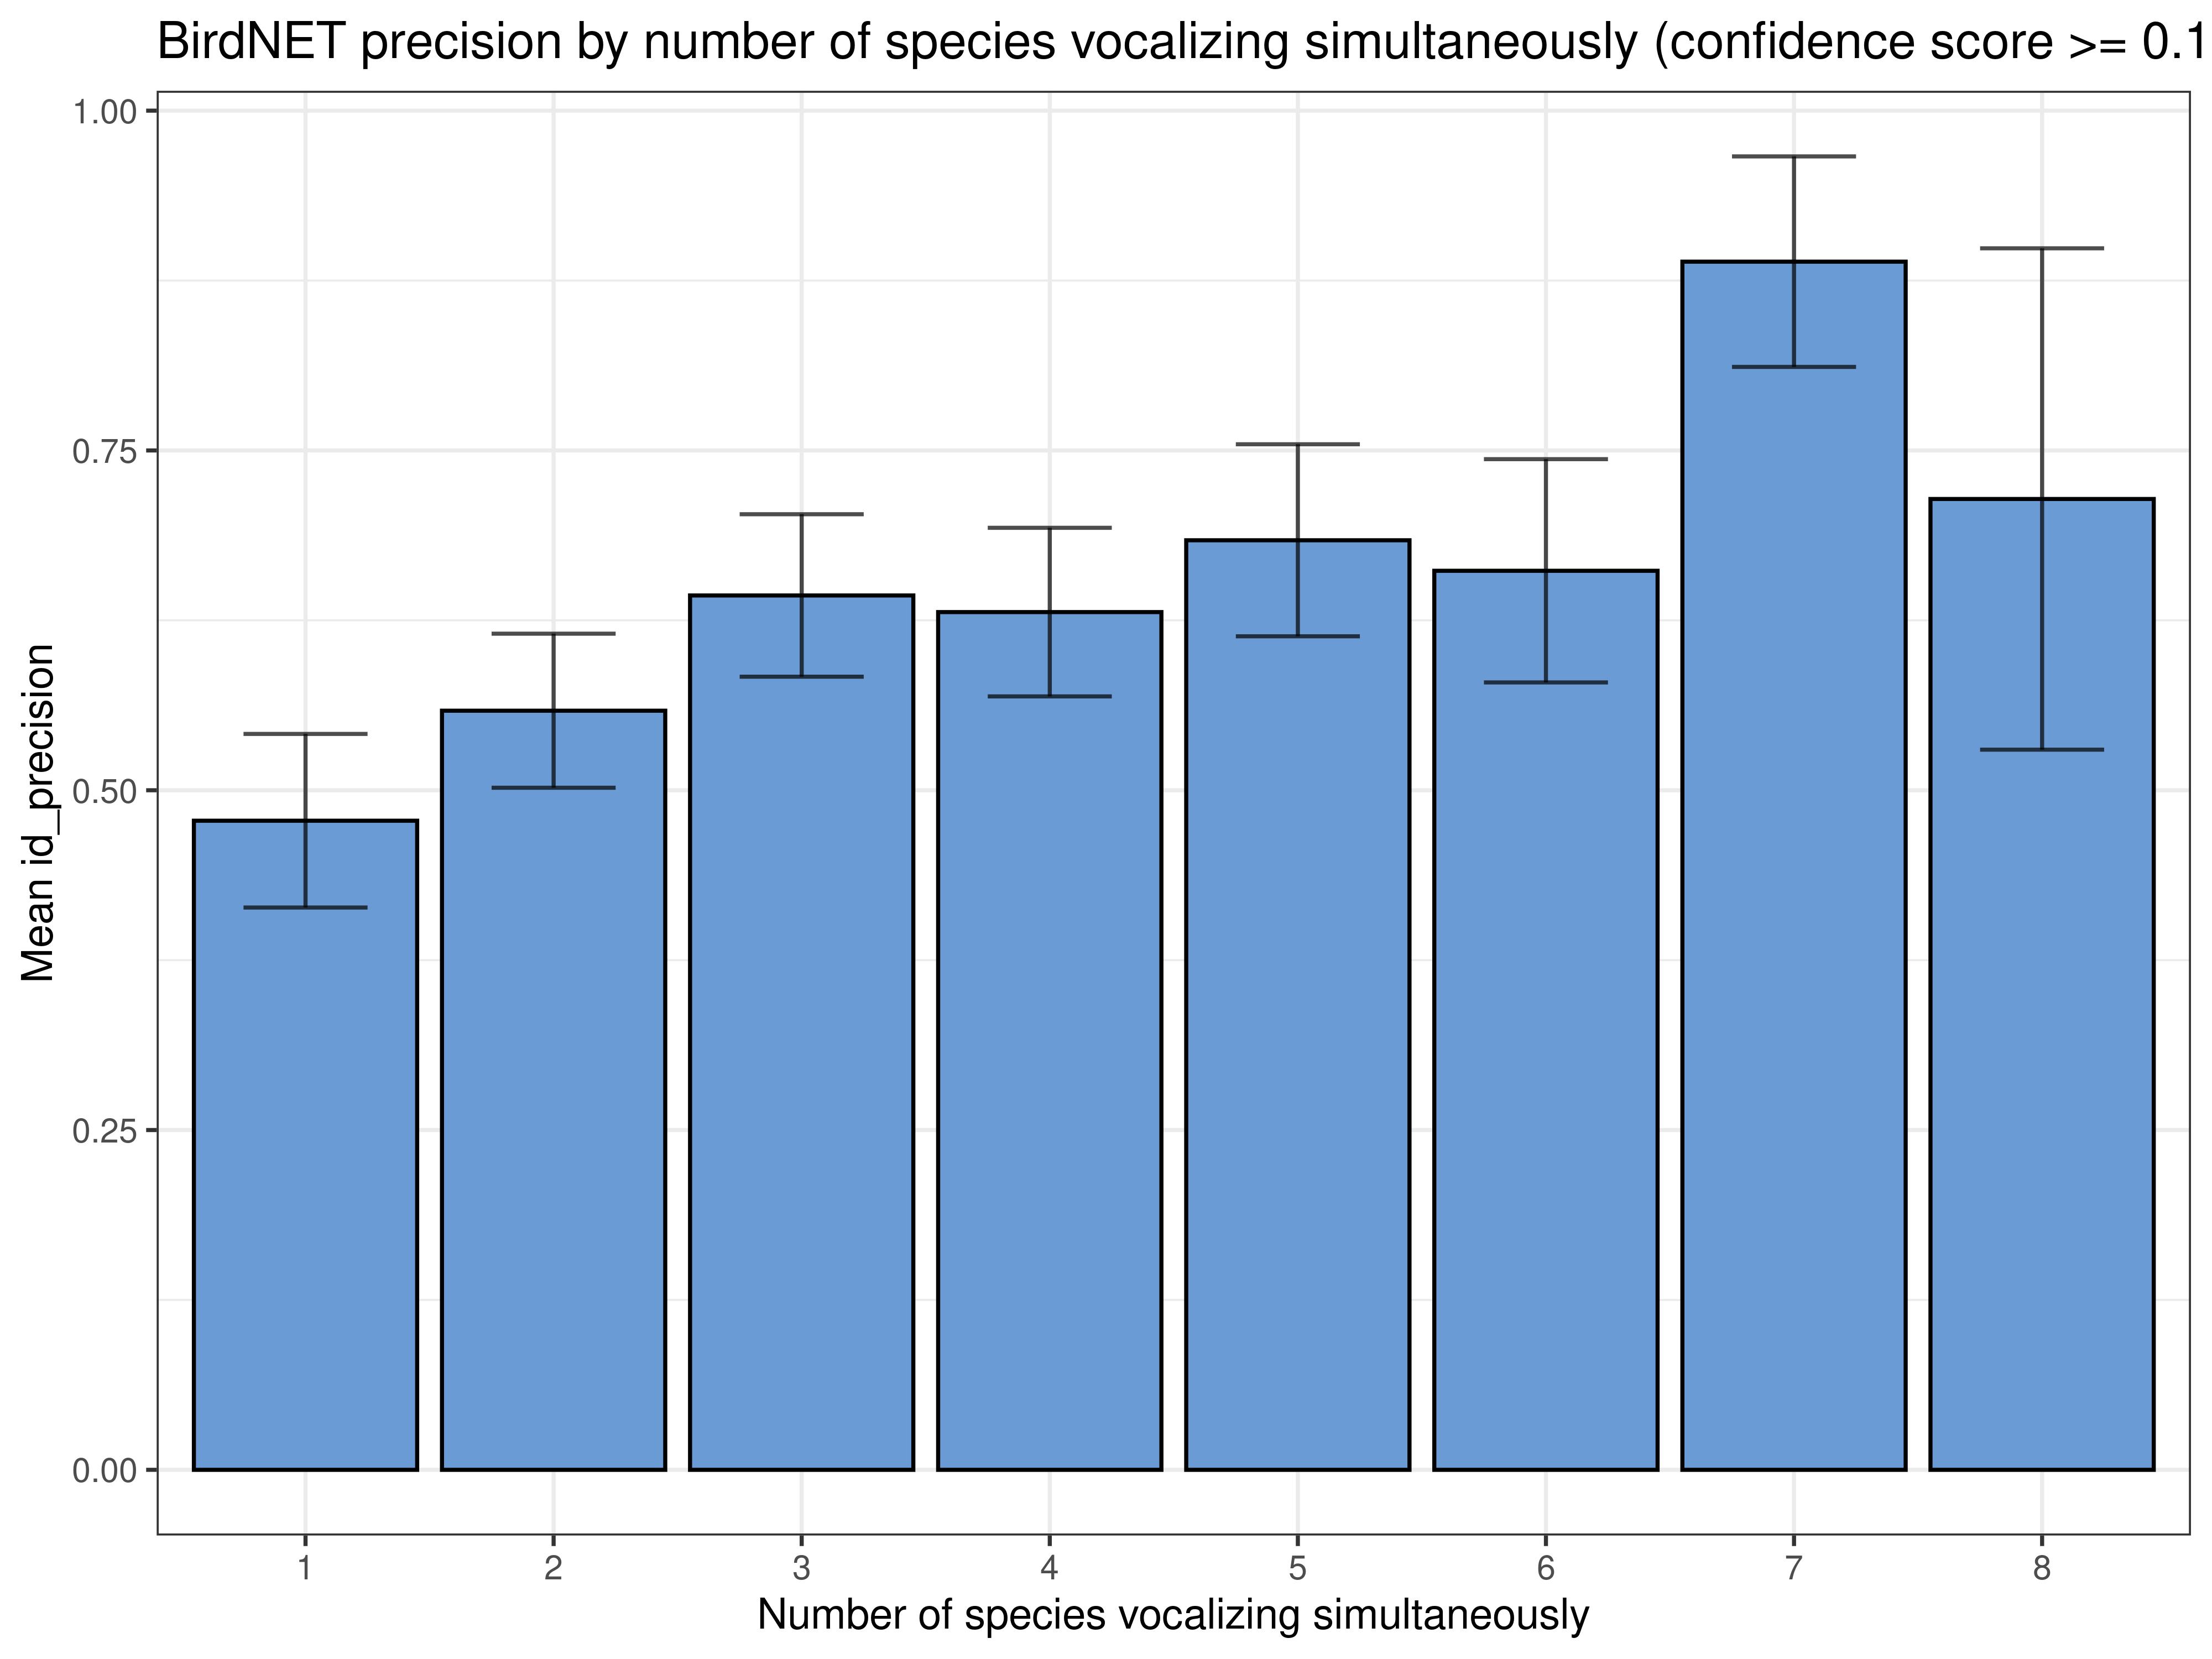 BirdNET precision by number of species vocalizing simultaneously (confidence score >= 0.1
1.00
0.75
0.50
0.25
0.00
Mean id_precision
1 2 3 4 5 6 7 8
Number of species vocalizing simultaneously